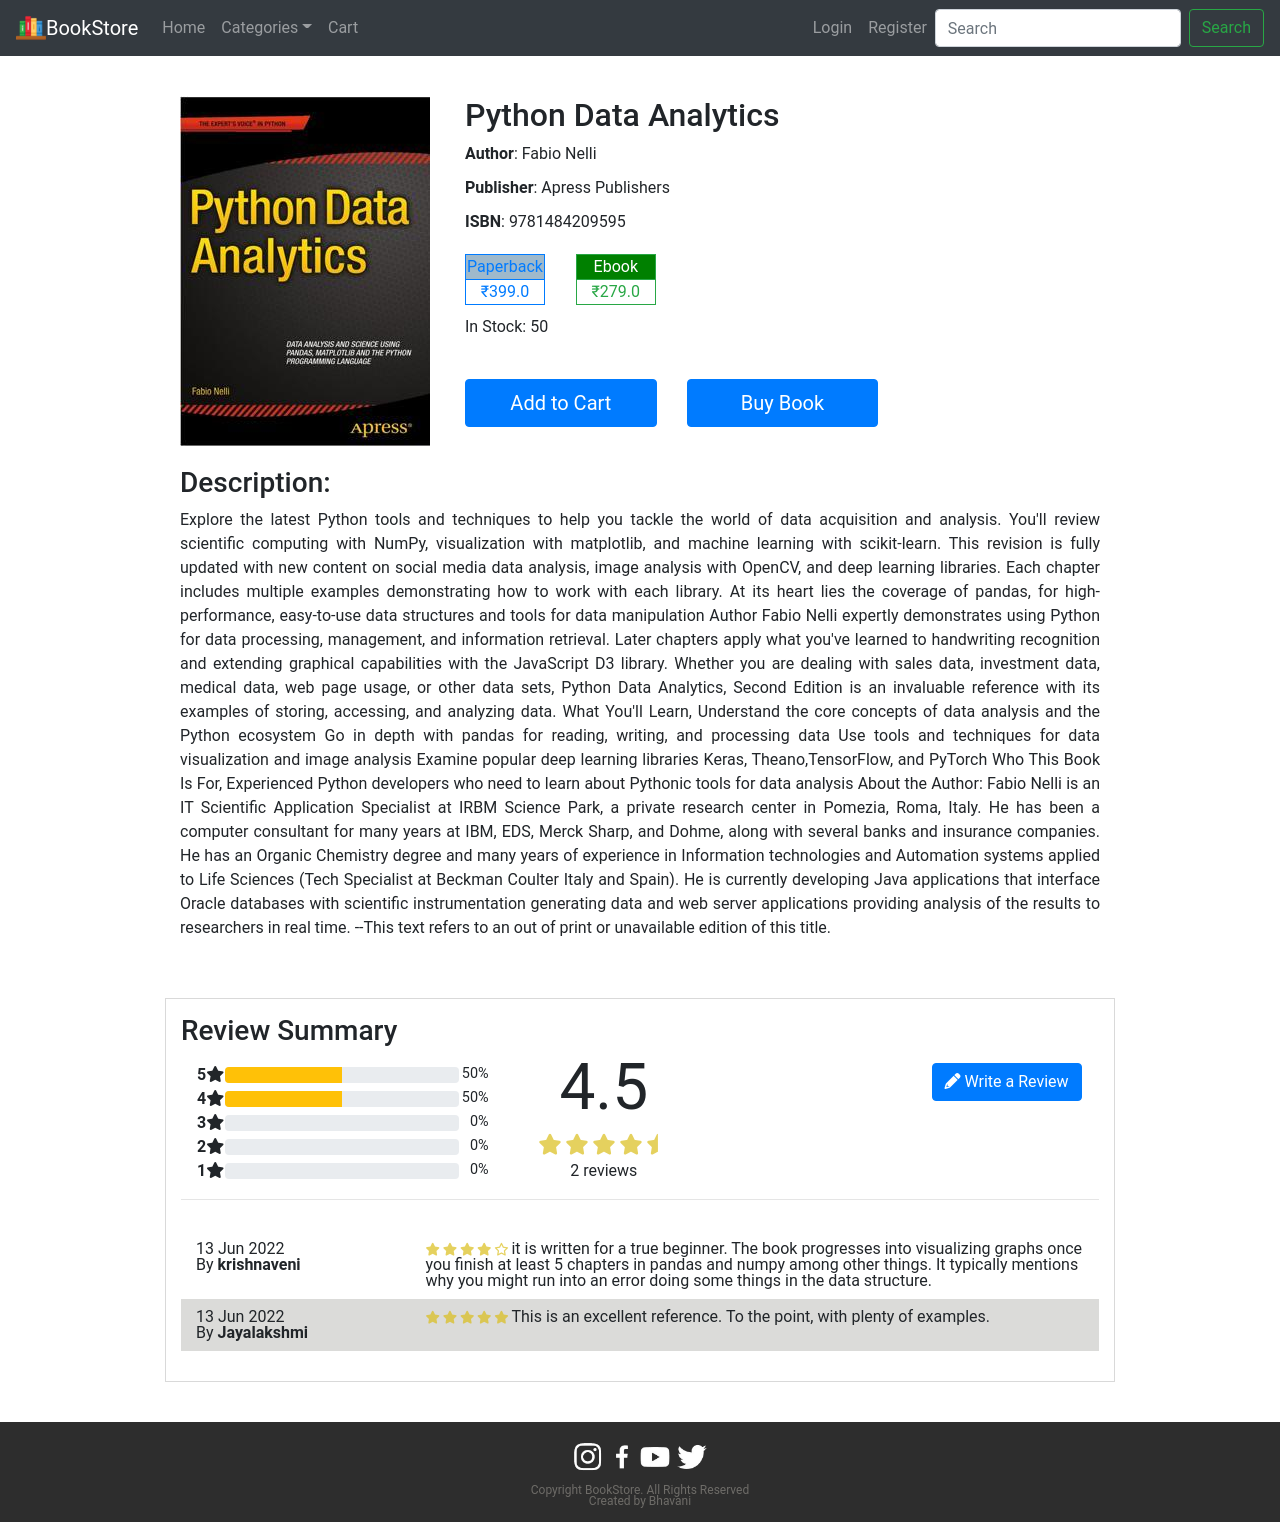 BookStore Home Categories Cart Login Register Search Search
THE EXPERT'S VOICE® IN PYTHON
Python Data
Analytics
DATA ANALYSIS AND SCIENCE USING
PANDAS, MATPLOTLIB AND THE PYTHON
PROGRAMMING LANGUAGE
Fabio Nelli
Apress®
Python Data Analytics
Author: Fabio Nelli
Publisher: Apress Publishers
ISBN: 9781484209595
Paperback Ebook
₹399.0 ₹279.0
In Stock: 50
Add to Cart Buy Book
Description:
Explore the latest Python tools and techniques to help you tackle the world of data acquisition and analysis. You'll review
scientific computing with NumPy, visualization with matplotlib, and machine learning with scikit-learn. This revision is fully
updated with new content on social media data analysis, image analysis with OpenCV, and deep learning libraries. Each chapter
includes multiple examples demonstrating how to work with each library. At its heart lies the coverage of pandas, for high-
performance, easy-to-use data structures and tools for data manipulation Author Fabio Nelli expertly demonstrates using Python
for data processing, management, and information retrieval. Later chapters apply what you've learned to handwriting recognition
and extending graphical capabilities with the JavaScript D3 library. Whether you are dealing with sales data, investment data,
medical data, web page usage, or other data sets, Python Data Analytics, Second Edition is an invaluable reference with its
examples of storing, accessing, and analyzing data. What You'll Learn, Understand the core concepts of data analysis and the
Python ecosystem Go in depth with pandas for reading, writing, and processing data Use tools and techniques for data
visualization and image analysis Examine popular deep learning libraries Keras, Theano,TensorFlow, and PyTorch Who This Book
Is For, Experienced Python developers who need to learn about Pythonic tools for data analysis About the Author: Fabio Nelli is an
IT Scientific Application Specialist at IRBM Science Park, a private research center in Pomezia, Roma, Italy. He has been a
computer consultant for many years at IBM, EDS, Merck Sharp, and Dohme, along with several banks and insurance companies.
He has an Organic Chemistry degree and many years of experience in Information technologies and Automation systems applied
to Life Sciences (Tech Specialist at Beckman Coulter Italy and Spain). He is currently developing Java applications that interface
Oracle databases with scientific instrumentation generating data and web server applications providing analysis of the results to
researchers in real time. --This text refers to an out of print or unavailable edition of this title.
Review Summary
5 50%
4 50%
3 0%
2 0%
1 0%
4.5
2 reviews
Write a Review
13 Jun 2022
By krishnaveni
it is written for a true beginner. The book progresses into visualizing graphs once
you finish at least 5 chapters in pandas and numpy among other things. It typically mentions
why you might run into an error doing some things in the data structure.
13 Jun 2022
By Jayalakshmi
This is an excellent reference. To the point, with plenty of examples.
Copyright BookStore. All Rights Reserved
Created by Bhavani